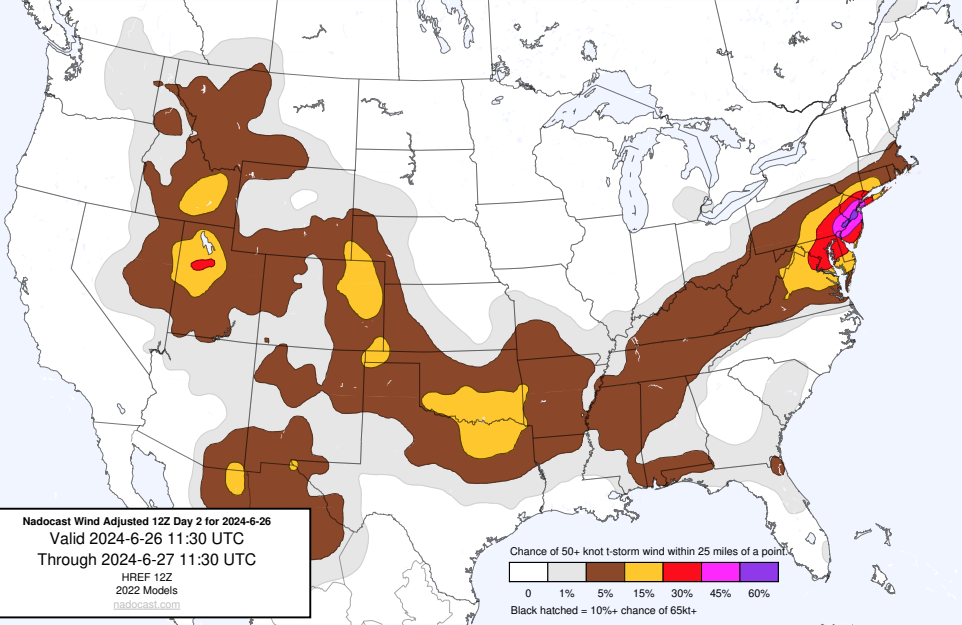 Nadocast Wind Adjusted 12Z Day 2 for 2024-6-26
Valid 2024-6-26 11:30 UTC
Through 2024-6-27 11:30 UTC
HREF 12Z
2022 Models
nadocast.com
Chance of 50+ knot t-storm wind within 25 miles of a point.
0 1% 5% 15% 30% 45% 60%
Black hatched = 10%+ chance of 65kt+